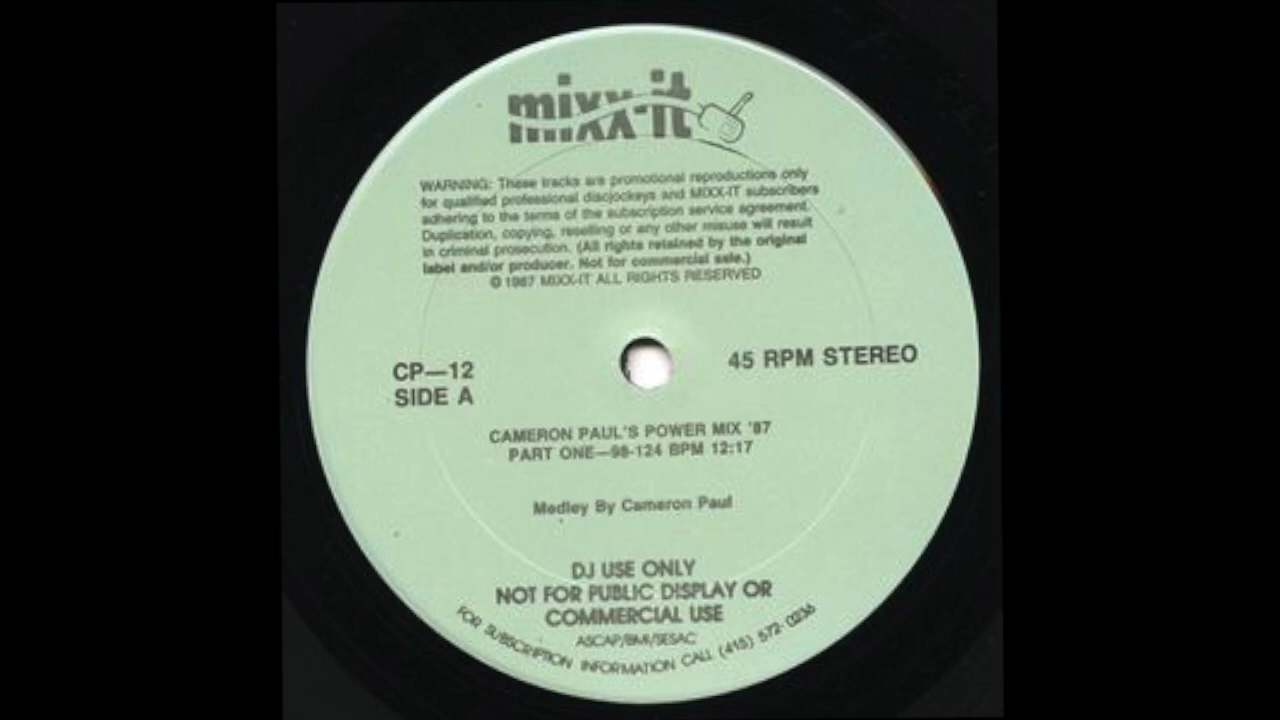 mixx-it
WARNING: These tracks are promotional reproductions only
for qualified professional discjockeys and MIXX-IT subscribers
adhering to the terms of the subscription service agreement.
Duplication, copying, reselling or any other misuse will result
in criminal prosecution. (All rights retained by the original
label and/or producer. Not for commercial sale.)
© 1987 MIXX-IT ALL RIGHTS RESERVED
CP—12
SIDE A
45 RPM STEREO
CAMERON PAUL'S POWER MIX '87
PART ONE—98-124 BPM 12:17
Medley By Cameron Paul
DJ USE ONLY
NOT FOR PUBLIC DISPLAY OR
COMMERCIAL USE
ASCAP/BMI/SESAC
FOR SUBSCRIPTION INFORMATION CALL (415) 572-0236